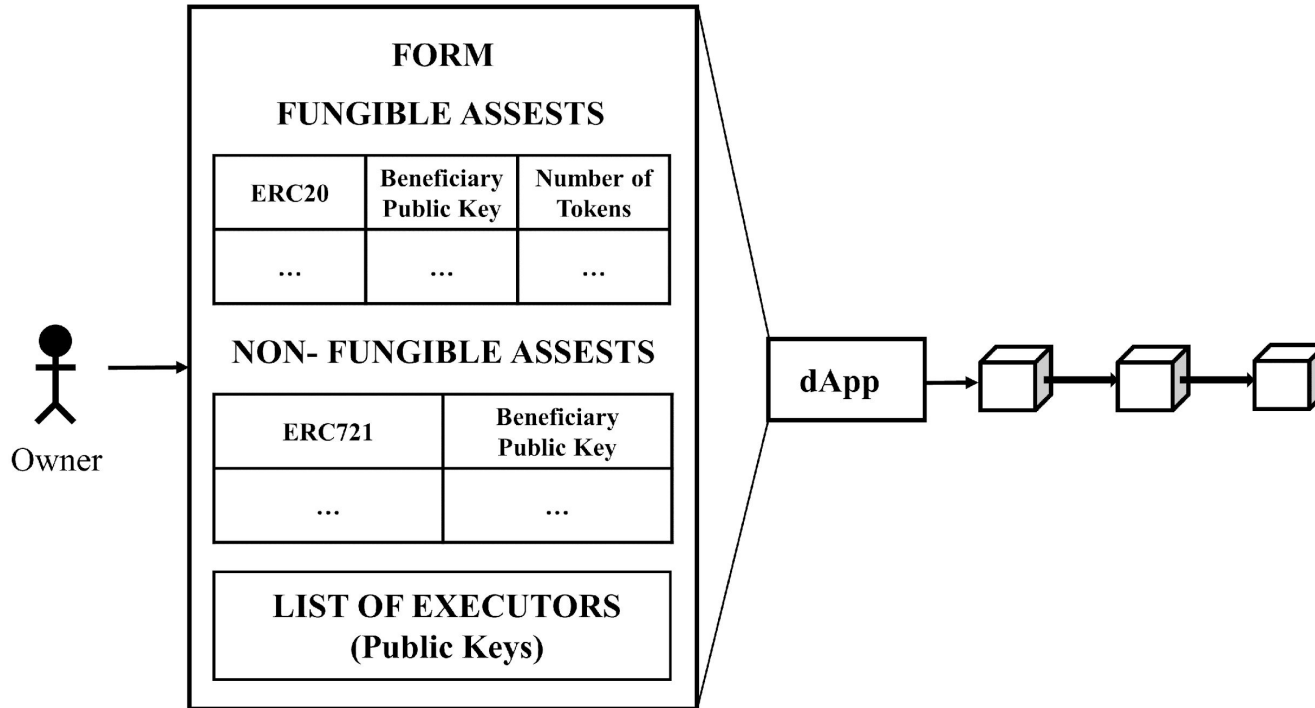 FORM
FUNGIBLE ASSESTS
ERC20
Beneficiary
Public Key
Number of
Tokens
...
...
...
NON- FUNGIBLE ASSESTS
ERC721
Beneficiary
Public Key
...
...
LIST OF EXECUTORS
(Public Keys)
Owner
dApp